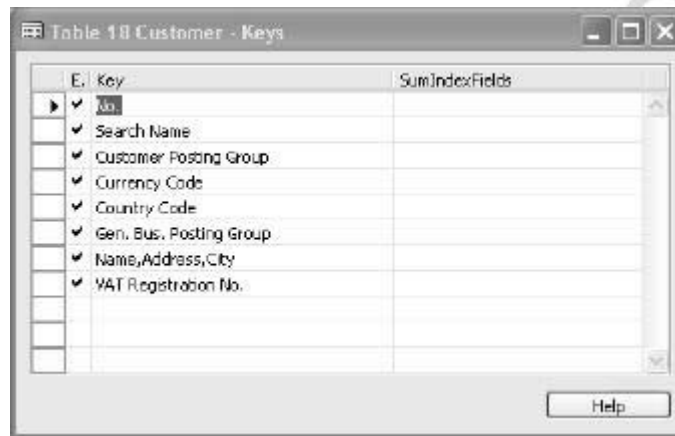 Table 18 Customer - Keys
E. Key SumIndexFields
No.
Search Name
Customer Posting Group
Currency Code
Country Code
Gen. Bus. Posting Group
Name,Address,City
VAT Registration No.
Help